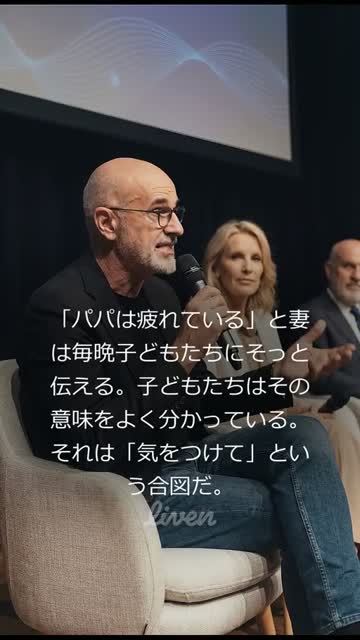 「パパは疲れている」と妻
は毎晩子どもたちにそっと
伝える。子どもたちはその
意味をよく分かっている。
それは「気をつけて」とい
う合図だ。
Liven